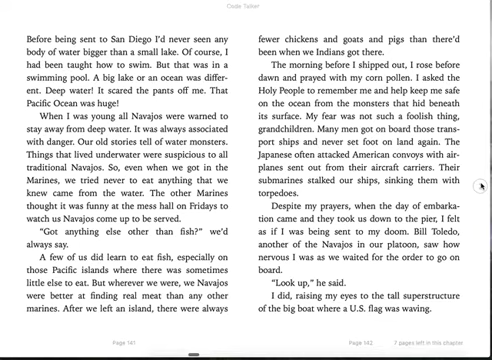 Code Talker
Before being sent to San Diego I'd never seen any
body of water bigger than a small lake. Of course, I
had been taught how to swim. But that was in a
swimming pool. A big lake or an ocean was differ-
ent. Deep water! It scared the pants off me. That
Pacific Ocean was huge!
When I was young all Navajos were warned to
stay away from deep water. It was always associated
with danger. Our old stories tell of water monsters.
Things that lived underwater were suspicious to all
traditional Navajos. So, even when we got in the
Marines, we tried never to eat anything that we
knew came from the water. The other Marines
thought it was funny at the mess hall on Fridays to
watch us Navajos come up to be served.
"Got anything else other than fish?" we'd
always say.
A few of us did learn to eat fish, especially on
those Pacific islands where there was sometimes
little else to eat. But wherever we were, we Navajos
were better at finding real meat than any other
marines. After we left an island, there were always
Page 141
fewer chickens and goats and pigs than there'd
been when we Indians got there.
The morning before I shipped out, I rose before
dawn and prayed with my corn pollen. I asked the
Holy People to remember me and help keep me safe
on the ocean from the monsters that hid beneath
its surface. My fear was not such a foolish thing,
grandchildren. Many men got on board those trans-
port ships and never set foot on land again. The
Japanese often attacked American convoys with air-
planes sent out from their aircraft carriers. Their
submarines stalked our ships, sinking them with
torpedoes.
Despite my prayers, when the day of embarka-
tion came and they took us down to the pier, I felt
as if I was being sent to my doom. Bill Toledo,
another of the Navajos in our platoon, saw how
nervous I was as we waited for the order to go on
board.
"Look up," he said.
I did, raising my eyes to the tall superstructure
of the big boat where a U.S. flag was waving.
Page 142
7 pages left in this chapter